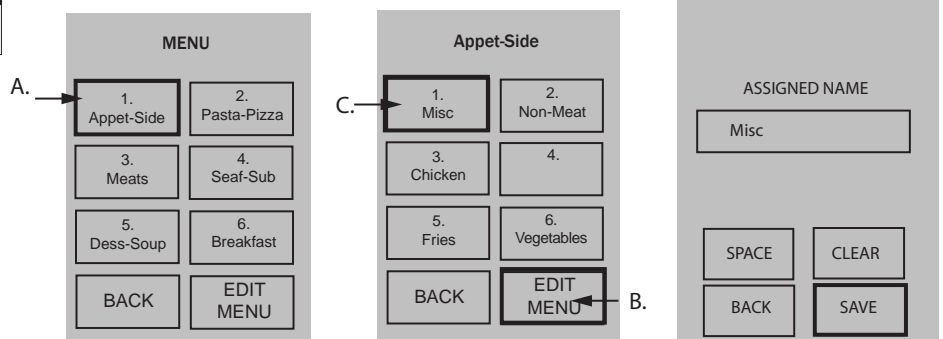 MENU
A.
1.
Appet-Side
2.
Pasta-Pizza
3.
Meats
4.
Seaf-Sub
5.
Dess-Soup
6.
Breakfast
BACK
EDIT
MENU
Appet-Side
C.
1.
Misc
2.
Non-Meat
3.
Chicken
4.
5.
Fries
6.
Vegetables
BACK
EDIT
MENU
B.
ASSIGNED NAME
Misc
SPACE
CLEAR
BACK
SAVE